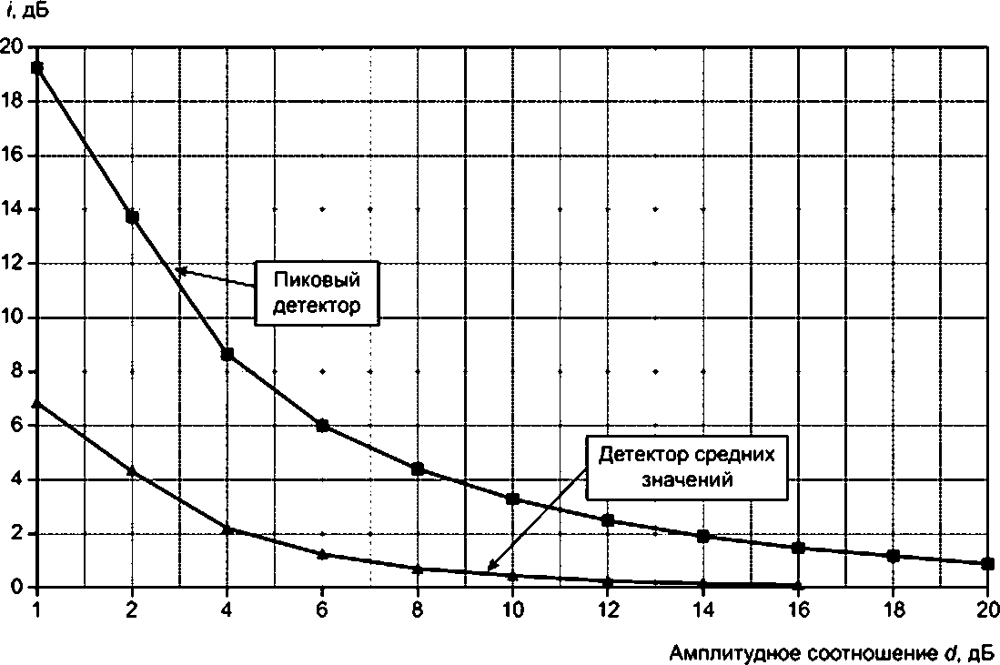 i, дБ
20
18
16
14
12
10
8
6
4
2
0
Пиковый
детектор
Детектор средних
значений
1 2 4 6 8 10 12 14 16 18 20
Амплитудное соотношение d, дБ